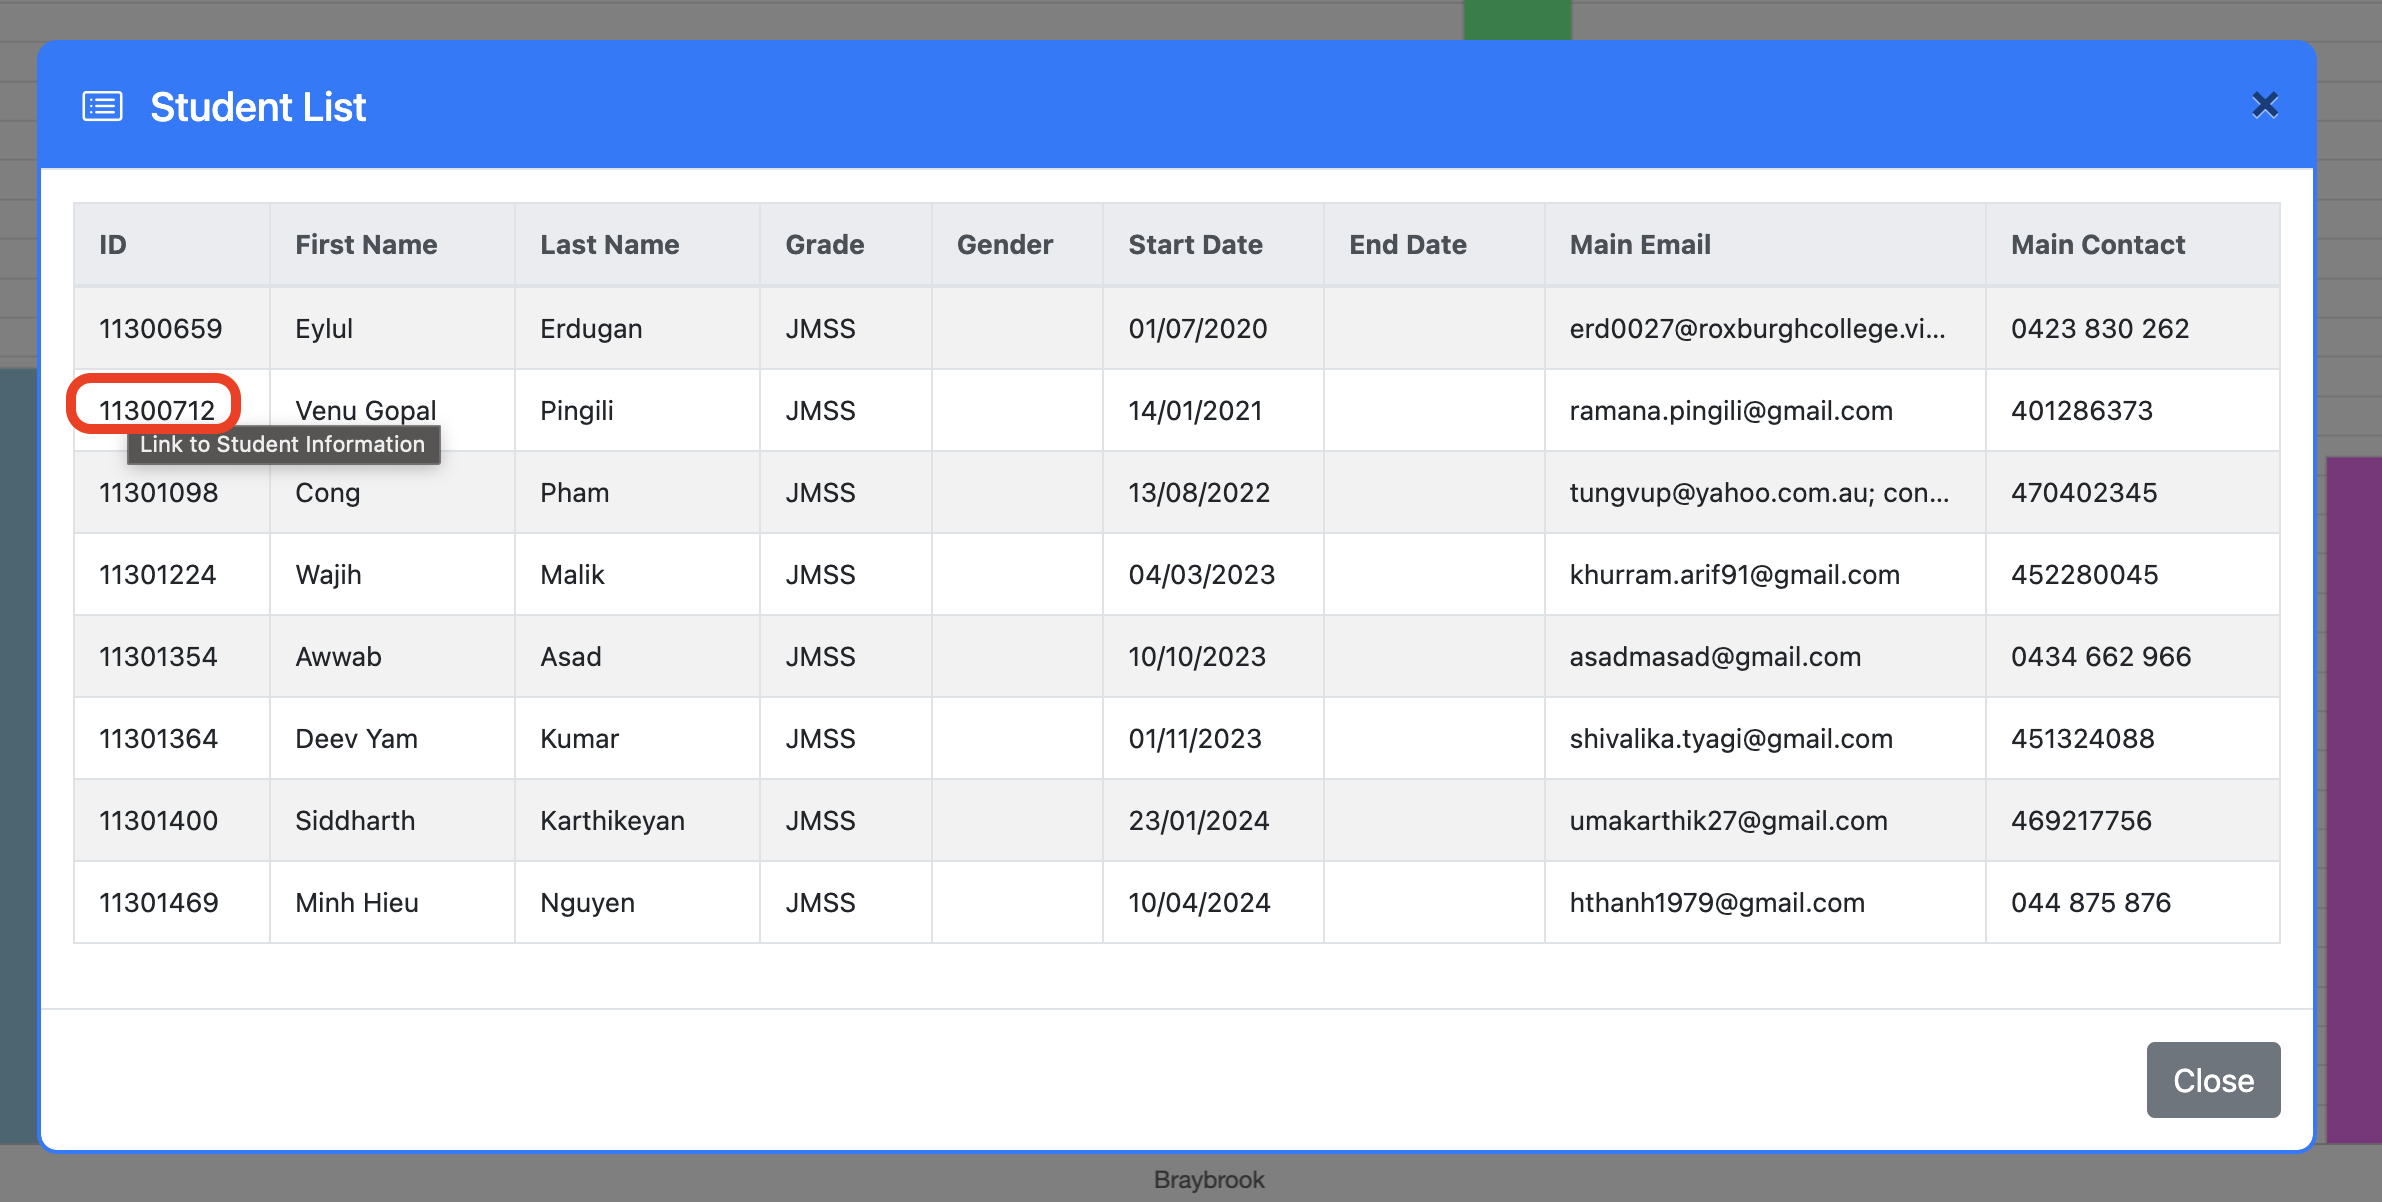 Student List
ID First Name Last Name Grade Gender Start Date End Date Main Email Main Contact
11300659 Eylul Erdugan JMSS 01/07/2020 erd0027@roxburghcollege.vi... 0423 830 262
11300712 Venu Gopal Pingili JMSS 14/01/2021 ramana.pingili@gmail.com 401286373
Link to Student Information
11301098 Cong Pham JMSS 13/08/2022 tungvup@yahoo.com.au; con... 470402345
11301224 Wajih Malik JMSS 04/03/2023 khurram.arif91@gmail.com 452280045
11301354 Awwab Asad JMSS 10/10/2023 asadmasad@gmail.com 0434 662 966
11301364 Deev Yam Kumar JMSS 01/11/2023 shivalika.tyagi@gmail.com 451324088
11301400 Siddharth Karthikeyan JMSS 23/01/2024 umakarthik27@gmail.com 469217756
11301469 Minh Hieu Nguyen JMSS 10/04/2024 hthanh1979@gmail.com 044 875 876
Close
Braybrook